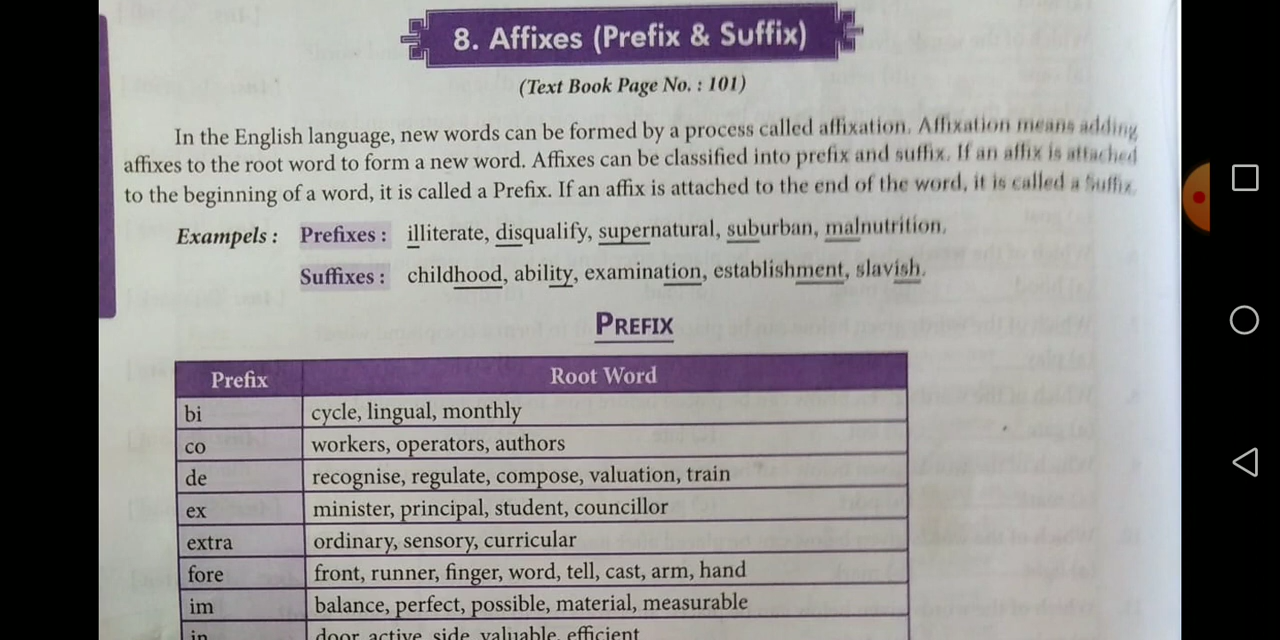 8. Affixes (Prefix & Suffix)
(Text Book Page No. : 101)
In the English language, new words can be formed by a process called affixation. Affixation means adding
affixes to the root word to form a new word. Affixes can be classified into prefix and suffix. If an affix is attached
to the beginning of a word, it is called a Prefix. If an affix is attached to the end of the word, it is called a Suffix.
Exampels : Prefixes : illiterate, disqualify, supernatural, suburban, malnutrition.
Suffixes : childhood, ability, examination, establishment, slavish.
PREFIX
Prefix Root Word
bi cycle, lingual, monthly
co workers, operators, authors
de recognise, regulate, compose, valuation, train
ex minister, principal, student, councillor
extra ordinary, sensory, curricular
fore front, runner, finger, word, tell, cast, arm, hand
im balance, perfect, possible, material, measurable
in door, active, side, valuable, efficient